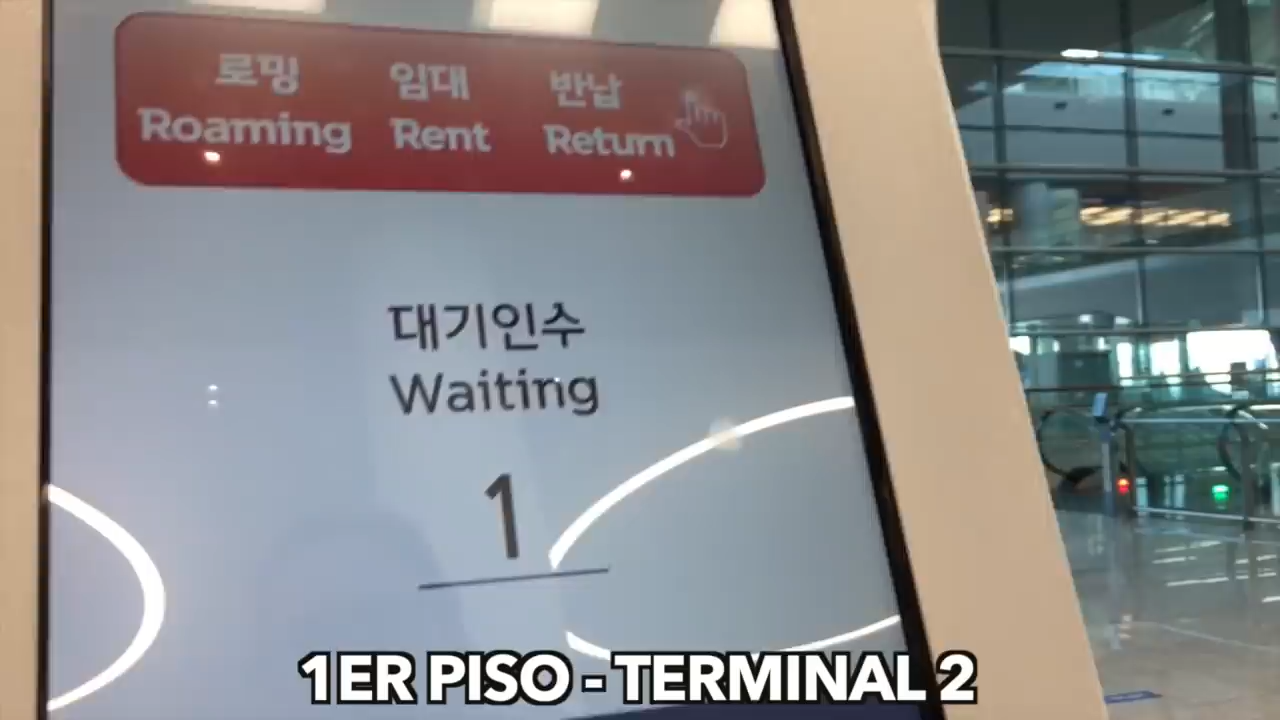 로밍 임대 반납
Roaming Rent Return
대기인수
Waiting
1
1ER PISO - TERMINAL 2